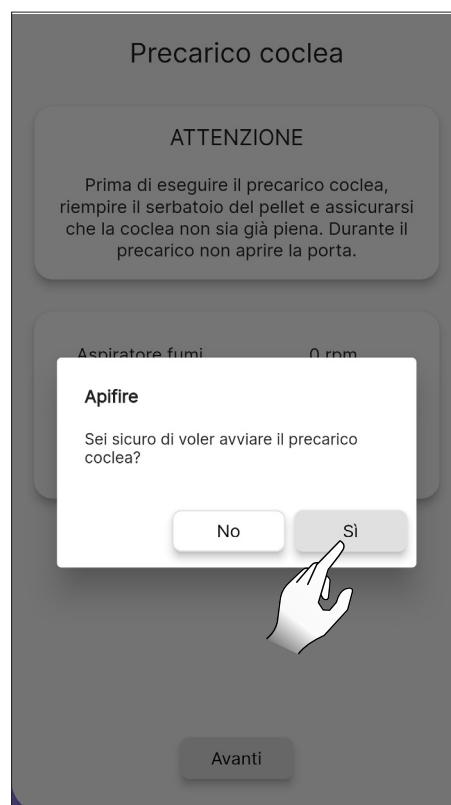 Precarico coclea
ATTENZIONE
Prima di eseguire il precarico coclea,
riempire il serbatoio del pellet e assicurarsi
che la coclea non sia già piena. Durante il
precarico non aprire la porta.
Aspiratore fumi 0 rpm
Apifire
Sei sicuro di voler avviare il precarico
coclea?
No Sì
Avanti